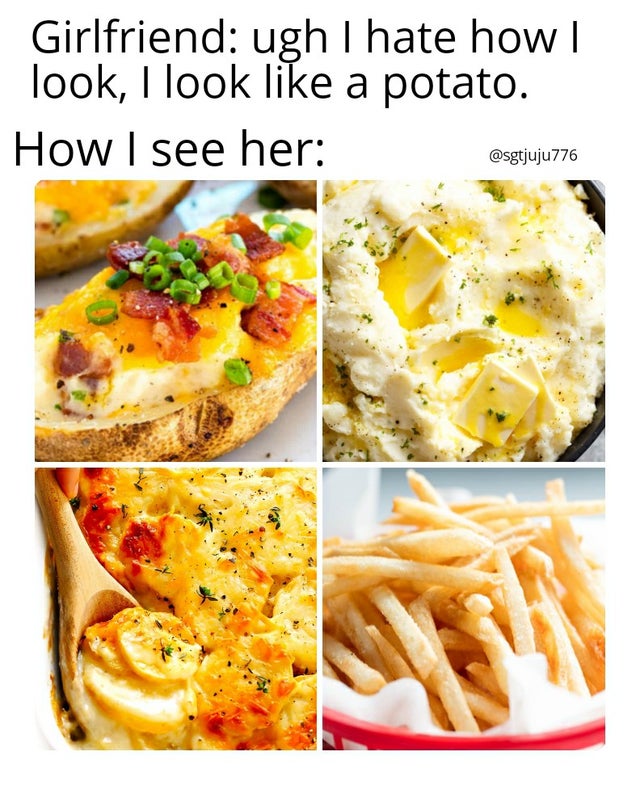 Girlfriend: ugh I hate how I
look, I look like a potato.
How I see her:
@sgtjuju776